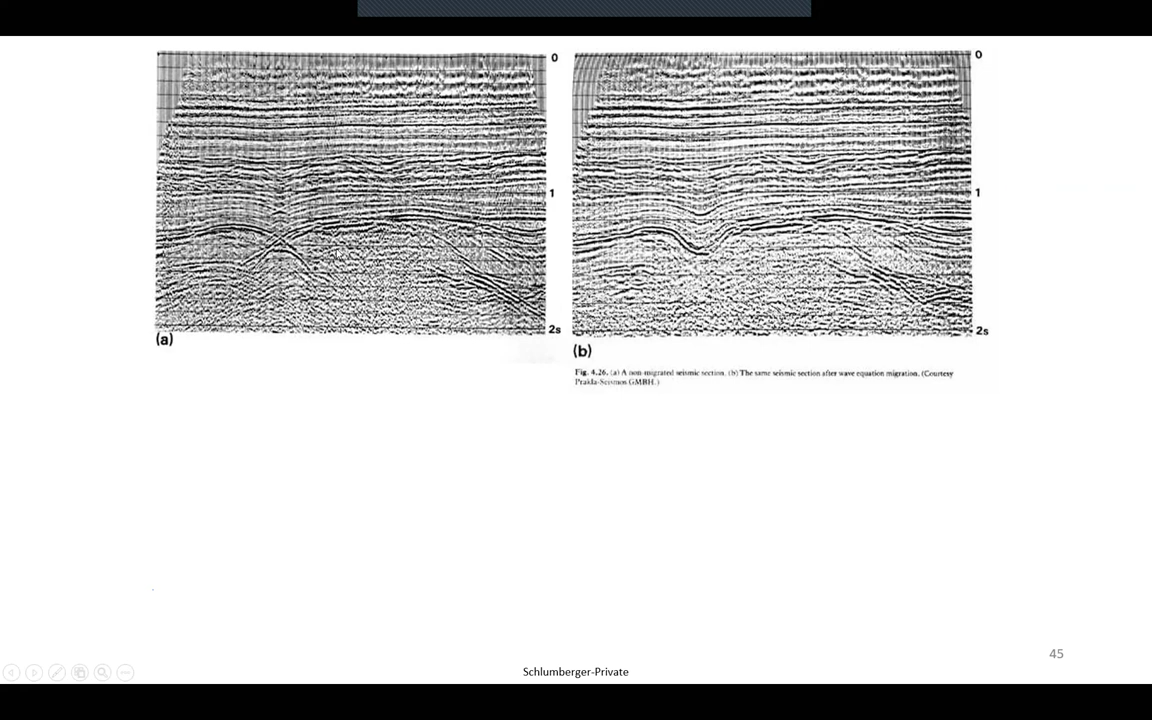 0
1
2s
(a)
0
1
2s
(b)
Fig. 4.26. (a) A non-migrated seismic section. (b) The same seismic section after wave equation migration. (Courtesy
Prakla-Seismos GMBH.)
45
Schlumberger-Private